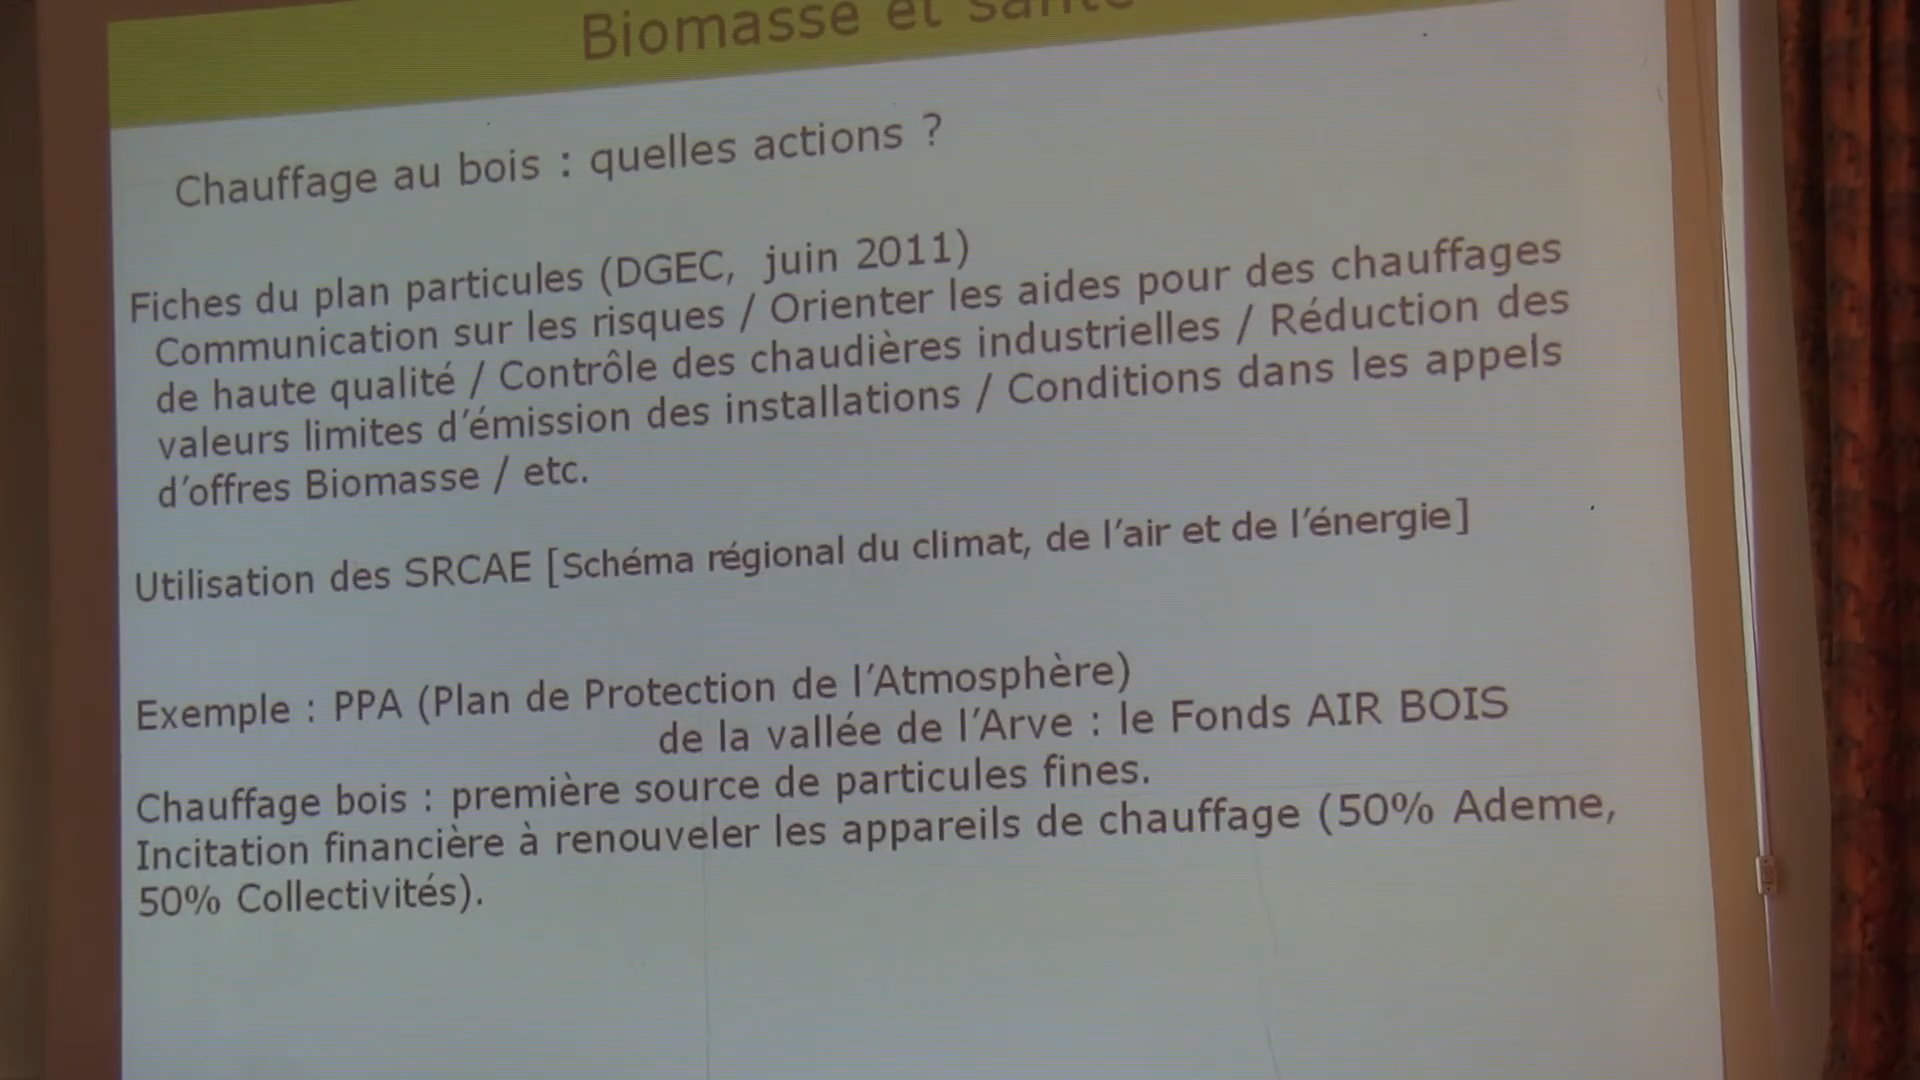 Biomasse et santé
Chauffage au bois : quelles actions ?
Fiches du plan particules (DGEC, juin 2011)
Communication sur les risques / Orienter les aides pour des chauffages
de haute qualité / Contrôle des chaudières industrielles / Réduction des
valeurs limites d'émission des installations / Conditions dans les appels
d'offres Biomasse / etc.
Utilisation des SRCAE [Schéma régional du climat, de l'air et de l'énergie]
Exemple : PPA (Plan de Protection de l'Atmosphère)
de la vallée de l'Arve : le Fonds AIR BOIS
Chauffage bois : première source de particules fines.
Incitation financière à renouveler les appareils de chauffage (50% Ademe,
50% Collectivités).